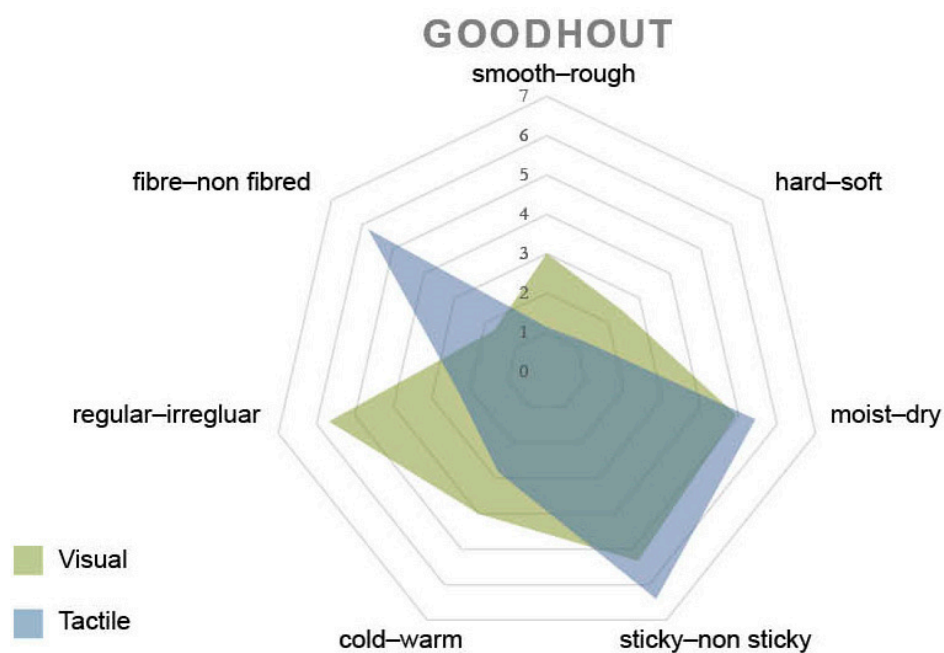 GOODHOUT
smooth–rough
7
6
5
4
3
2
1
0
fibre–non fibred
hard–soft
regular–irregluar
moist–dry
Visual
Tactile
cold–warm
sticky–non sticky